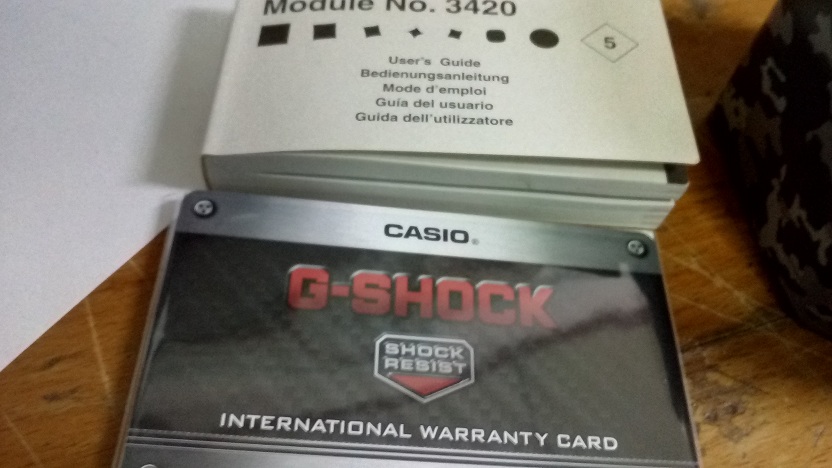 Module No. 3420
5
User's Guide
Bedienungsanleitung
Mode d'emploi
Guía del usuario
Guida dell'utilizzatore
CASIO®
G-SHOCK
SHOCK
RESIST
INTERNATIONAL WARRANTY CARD